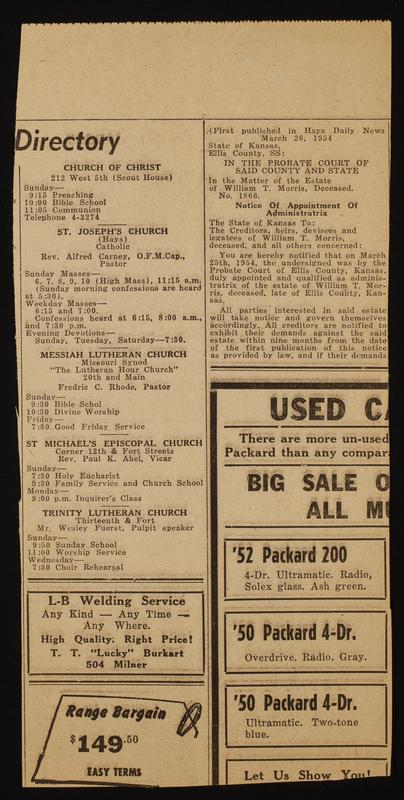 Directory
CHURCH OF CHRIST
212 West 5th (Scout House)
Sunday—
9:15 Preaching
10:00 Bible School
11:05 Communion
Telephone 4-3274
ST. JOSEPH'S CHURCH
(Hays)
Catholic
Rev. Alfred Carney, O.F.M.Cap.,
Pastor
Sunday Masses—
6, 7, 8, 9, 10 (High Mass), 11:15 a.m.
(Sunday morning confessions are heard
at 5:30).
Weekday Masses—
6:15 and 7:00.
Confessions heard at 6:15, 8:00 a.m.,
and 7:30 p.m.
Evening Devotions—
Sunday, Tuesday, Saturday—7:30.
MESSIAH LUTHERAN CHURCH
Missouri Synod
"The Lutheran Hour Church"
20th and Main
Fredric C. Rhode, Pastor
Sunday—
9:30 Bible Schol
10:30 Divine Worship
Friday—
7:30 Good Friday Service
ST MICHAEL'S EPISCOPAL CHURCH
Corner 12th & Fort Streets
Rev. Paul K. Abel, Vicar
Sunday—
7:30 Holy Eucharist
9:30 Family Service and Church School
Monday—
8:00 p.m. Inquirer's Class
TRINITY LUTHERAN CHURCH
Thirteenth & Fort
Mr. Wesley Fuerst, Pulpit speaker
Sunday—
9:50 Sunday School
11:00 Worship Service
Wednesday—
7:30 Choir Rehearsal
L-B Welding Service
Any Kind — Any Time —
Any Where.
High Quality. Right Price!
T. T. "Lucky" Burkart
504 Milner
Range Bargain
$149.50
EASY TERMS
(First published in Hays Daily News
March 26, 1954
State of Kansas,
Ellis County, SS:
IN THE PROBATE COURT OF
SAID COUNTY AND STATE
In the Matter of the Estate
of William T. Morris, Deceased.
No. 1866.
Notice Of Appointment Of
Administratrix
The State of Kansas To:
The Creditors, heirs, devisees and
legatees of William T. Morris,
deceased, and all others concerned:
You are hereby notified that on March
25th, 1954, the undersigned was by the
Probate Court of Ellis County, Kansas,
duly appointed and qualified as adminis-
tratrix of the estate of William T. Mor-
ris, deceased, late of Ellis County, Kan-
sas.
All parties interested in said estate
will take notice and govern themselves
accordingly. All creditors are notified to
exhibit their demands against the said
estate within nine months from the date
of the first publication of this notice
as provided by law, and if their demands
USED CA
There are more un-used
Packard than any compar
BIG SALE O
ALL MU
'52 Packard 200
4-Dr. Ultramatic. Radio,
Solex glass. Ash green.
'50 Packard 4-Dr.
Overdrive. Radio. Gray.
'50 Packard 4-Dr.
Ultramatic. Two-tone
blue.
Let Us Show You!